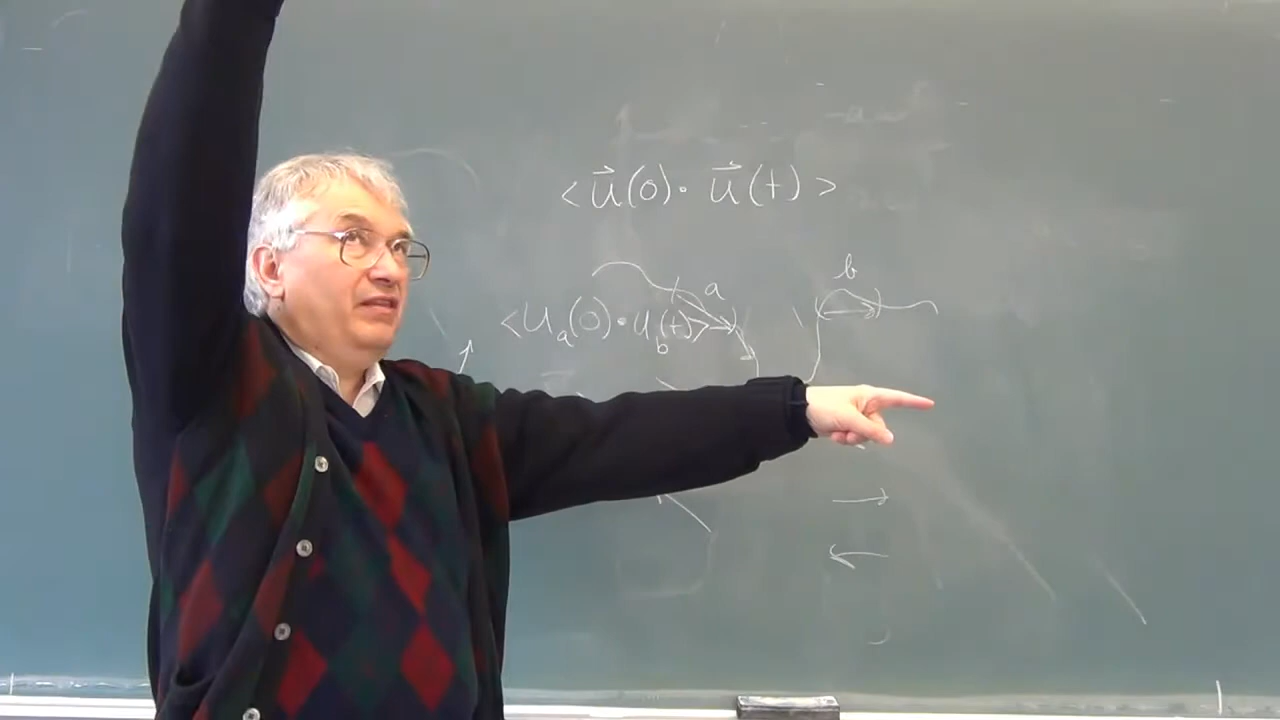 <u⃗(0)· u⃗(t)>
b
a
<u_a(0)·u_b(t)>